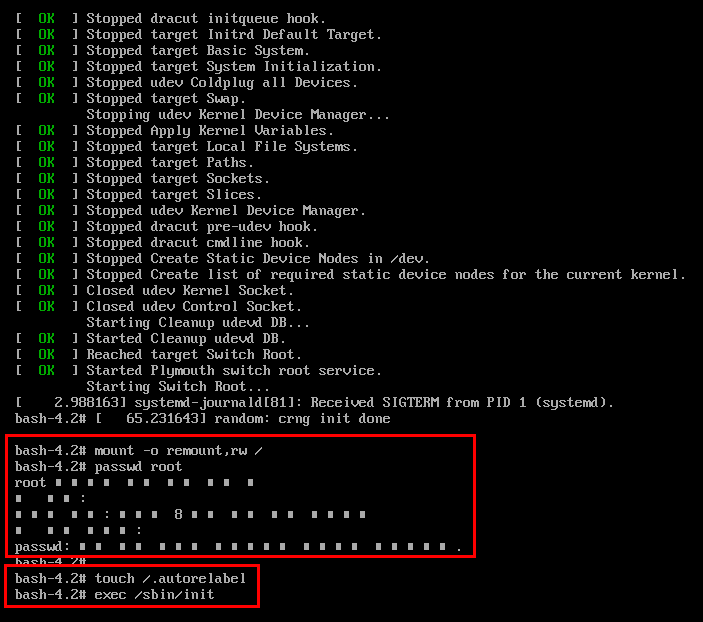 [  OK  ] Stopped dracut initqueue hook.
[  OK  ] Stopped target Initrd Default Target.
[  OK  ] Stopped target Basic System.
[  OK  ] Stopped target System Initialization.
[  OK  ] Stopped udev Coldplug all Devices.
[  OK  ] Stopped target Swap.
Stopping udev Kernel Device Manager...
[  OK  ] Stopped Apply Kernel Variables.
[  OK  ] Stopped target Local File Systems.
[  OK  ] Stopped target Paths.
[  OK  ] Stopped target Sockets.
[  OK  ] Stopped target Slices.
[  OK  ] Stopped udev Kernel Device Manager.
[  OK  ] Stopped dracut pre-udev hook.
[  OK  ] Stopped dracut cmdline hook.
[  OK  ] Stopped Create Static Device Nodes in /dev.
[  OK  ] Stopped Create list of required static device nodes for the current kernel.
[  OK  ] Closed udev Kernel Socket.
[  OK  ] Closed udev Control Socket.
Starting Cleanup udevd DB...
[  OK  ] Started Cleanup udevd DB.
[  OK  ] Reached target Switch Root.
[  OK  ] Started Plymouth switch root service.
Starting Switch Root...
[    2.988163] systemd-journald[81]: Received SIGTERM from PID 1 (systemd).
bash-4.2# [   65.231643] random: crng init done
bash-4.2# mount -o remount,rw /
bash-4.2# passwd root
root ■ ■ ■ ■  ■ ■  ■ ■  ■ ■  ■
■   ■ ■ :
■ ■ ■  ■ ■ : ■ ■ ■  8 ■ ■  ■ ■  ■ ■  ■ ■ ■ ■
■   ■ ■  ■ ■ ■ :
passwd: ■ ■  ■ ■  ■ ■ ■  ■ ■ ■ ■ ■  ■ ■ ■ ■  ■ ■ ■ ■ ■ .
bash-4.2#
bash-4.2# touch /.autorelabel
bash-4.2# exec /sbin/init